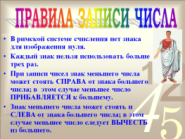 ПРАВИЛА ЗАПИСИ ЧИСЛА
• В римской системе счисления нет знака
для изображения нуля.
• Каждый знак нельзя использовать больше
трех раз.
• При записи чисел знак меньшего числа
может стоять СПРАВА от знака большего
числа; в этом случае меньшее число
ПРИБАВЛЯЕТСЯ к большему.
• Знак меньшего числа может стоять и
СЛЕВА от знака большего числа; в этом
случае меньшее число следует ВЫЧЕСТЬ
из большего.